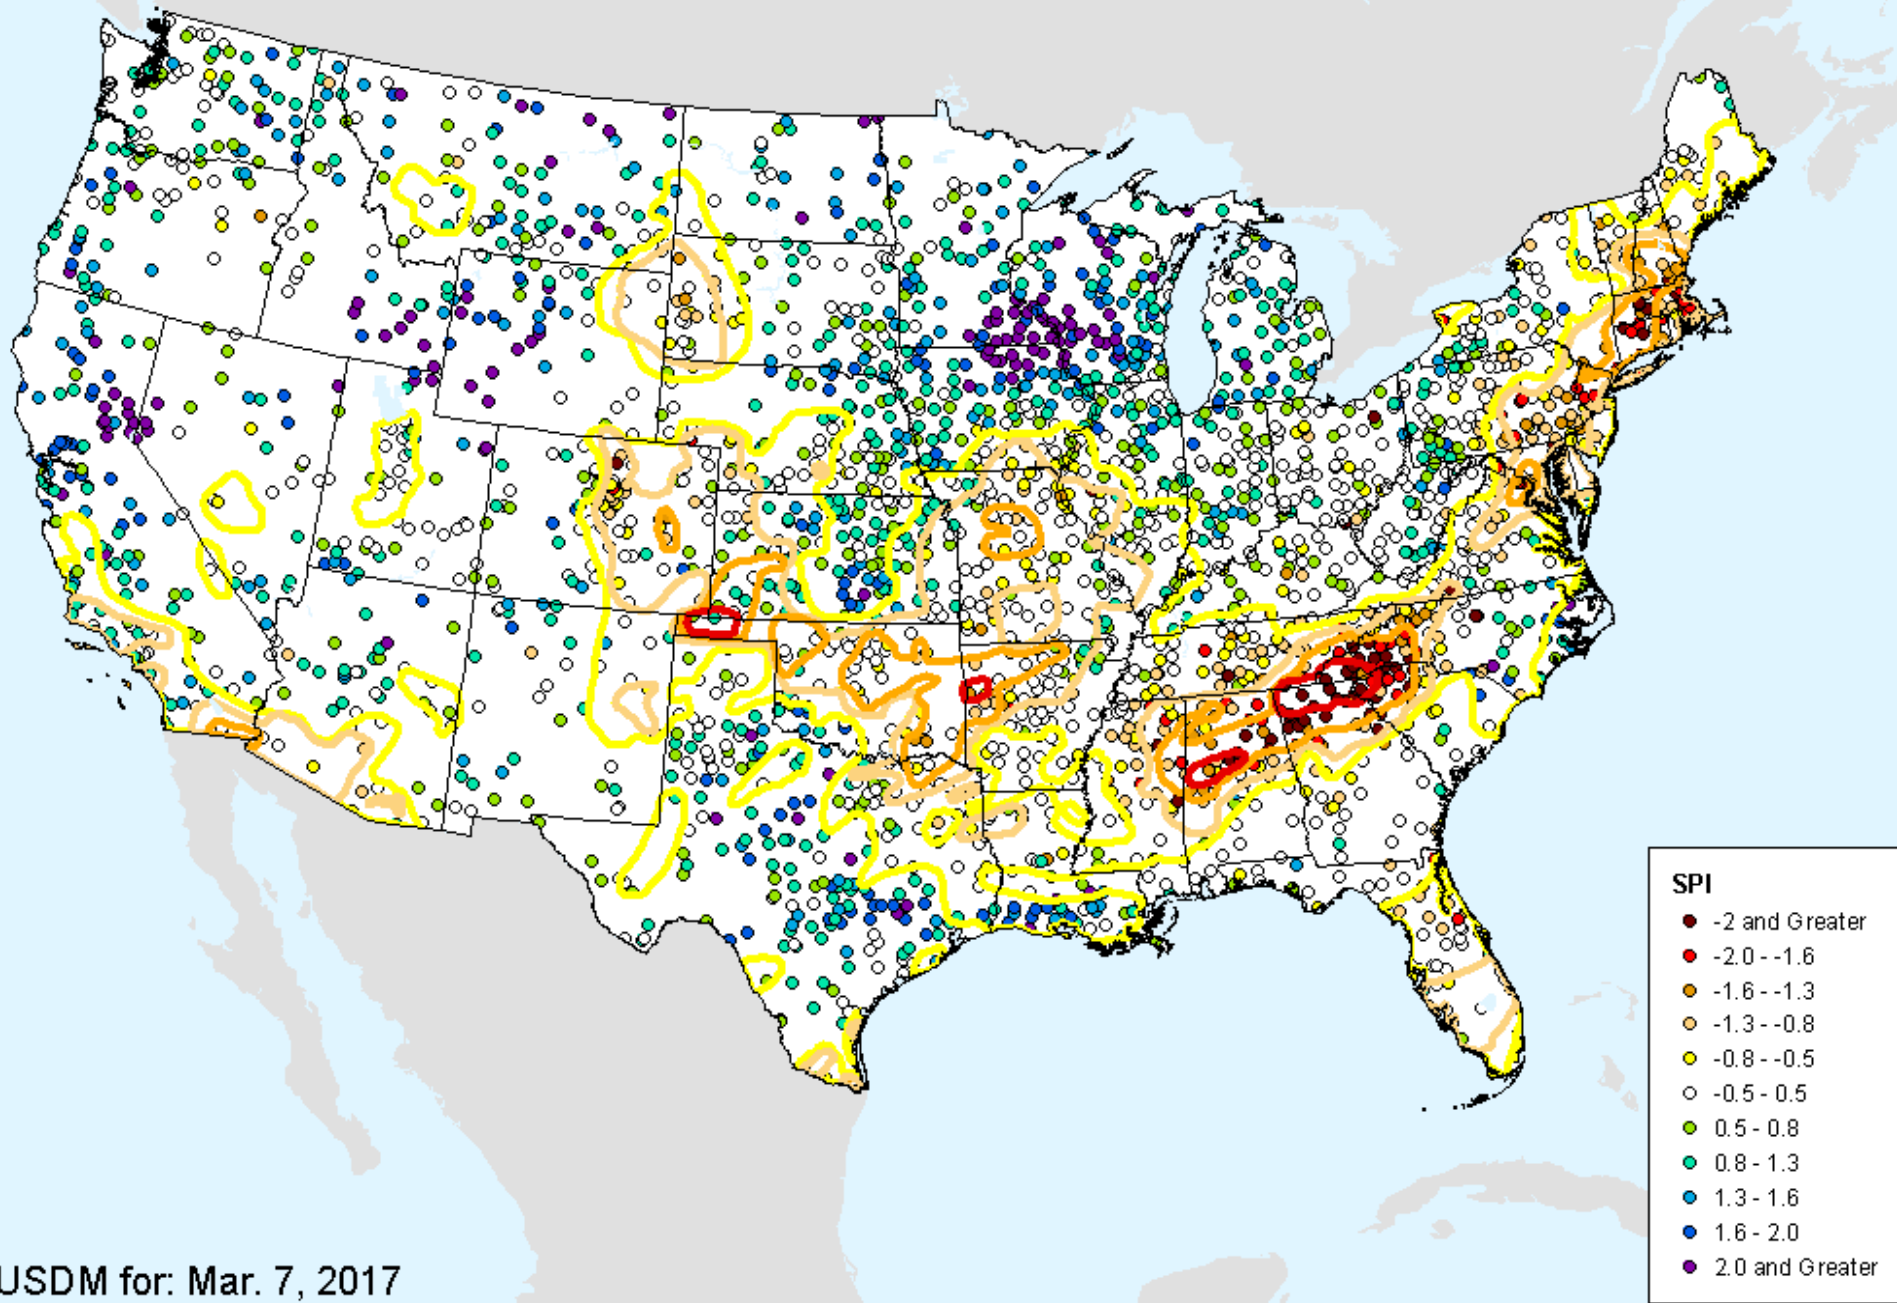 SPI
-2 and Greater
-2.0 - -1.6
-1.6 - -1.3
-1.3 - -0.8
-0.8 - -0.5
-0.5 - 0.5
0.5 - 0.8
0.8 - 1.3
1.3 - 1.6
1.6 - 2.0
2.0 and Greater
USDM for: Mar. 7, 2017